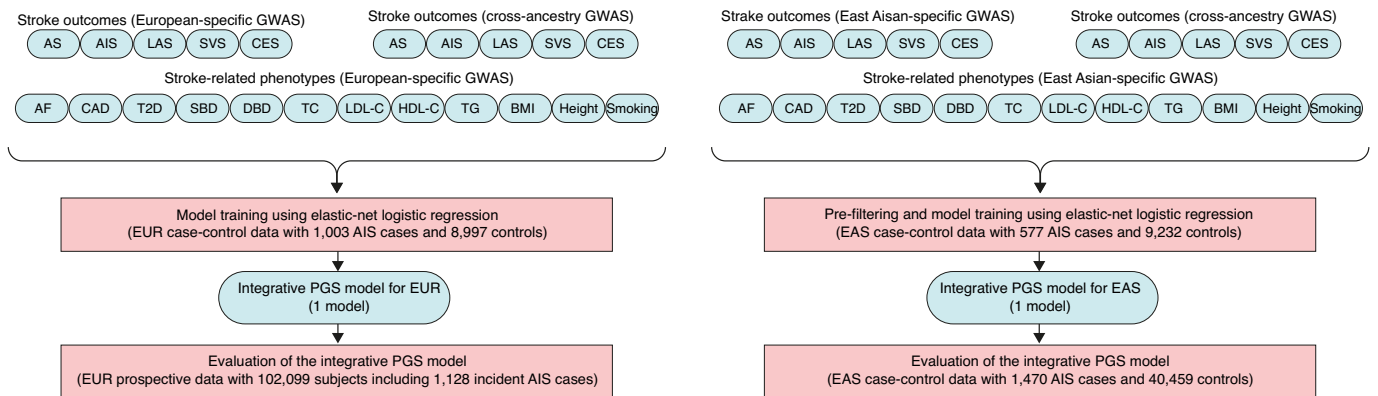 Stroke outcomes (European-specific GWAS)
AS AIS LAS SVS CES
Stroke outcomes (cross-ancestry GWAS)
AS AIS LAS SVS CES
Stroke-related phenotypes (European-specific GWAS)
AF CAD T2D SBD DBD TC LDL-C HDL-C TG BMI Height Smoking
Model training using elastic-net logistic regression
(EUR case-control data with 1,003 AIS cases and 8,997 controls)
Integrative PGS model for EUR
(1 model)
Evaluation of the integrative PGS model
(EUR prospective data with 102,099 subjects including 1,128 incident AIS cases)
Strake outcomes (East Aisan-specific GWAS)
AS AIS LAS SVS CES
Stroke outcomes (cross-ancestry GWAS)
AS AIS LAS SVS CES
Stroke-related phenotypes (East Asian-specific GWAS)
AF CAD T2D SBD DBD TC LDL-C HDL-C TG BMI Height Smoking
Pre-filtering and model training using elastic-net logistic regression
(EAS case-control data with 577 AIS cases and 9,232 controls)
Integrative PGS model for EAS
(1 model)
Evaluation of the integrative PGS model
(EAS case-control data with 1,470 AIS cases and 40,459 controls)